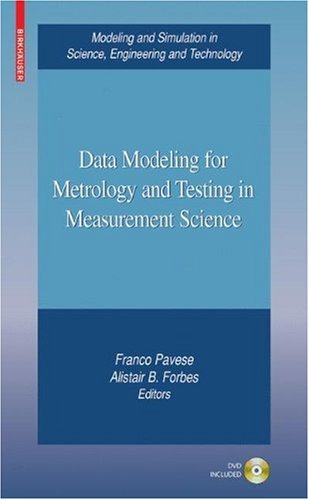 BIRKHÄUSER
Modeling and Simulation in
Science, Engineering and Technology
Data Modeling for
Metrology and Testing in
Measurement Science
Franco Pavese
Alistair B. Forbes
Editors
DVD
INCLUDED